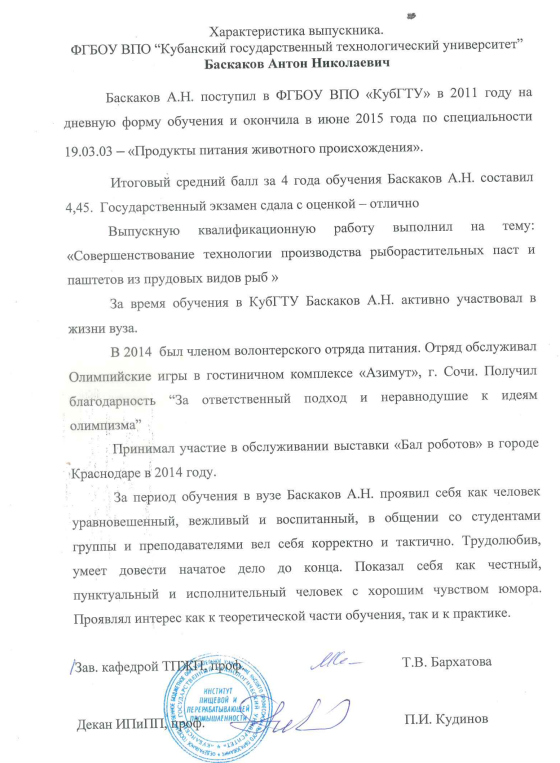 Характеристика выпускника.
ФГБОУ ВПО “Кубанский государственный технологический университет”
Баскаков Антон Николаевич
Баскаков А.Н. поступил в ФГБОУ ВПО «КубГТУ» в 2011 году на
дневную форму обучения и окончила в июне 2015 года по специальности
19.03.03 – «Продукты питания животного происхождения».
Итоговый средний балл за 4 года обучения Баскаков А.Н. составил
4,45. Государственный экзамен сдала с оценкой – отлично
Выпускную квалификационную работу выполнил на тему:
«Совершенствование технологии производства рыборастительных паст и
паштетов из прудовых видов рыб »
За время обучения в КубГТУ Баскаков А.Н. активно участвовал в
жизни вуза.
В 2014 был членом волонтерского отряда питания. Отряд обслуживал
Олимпийские игры в гостиничном комплексе «Азимут», г. Сочи. Получил
благодарность “За ответственный подход и неравнодушие к идеям
олимпизма”
Принимал участие в обслуживании выставки «Бал роботов» в городе
Краснодаре в 2014 году.
За период обучения в вузе Баскаков А.Н. проявил себя как человек
уравновешенный, вежливый и воспитанный, в общении со студентами
группы и преподавателями вел себя корректно и тактично. Трудолюбив,
умеет довести начатое дело до конца. Показал себя как честный,
пунктуальный и исполнительный человек с хорошим чувством юмора.
Проявлял интерес как к теоретической части обучения, так и к практике.
Зав. кафедрой ТПЖП, проф. Т.В. Бархатова
ИНСТИТУТ
ПИЩЕВОЙ И
ПЕРЕРАБАТЫВАЮЩЕЙ
ПРОМЫШЛЕННОСТИ
Декан ИПиПП, проф. П.И. Кудинов